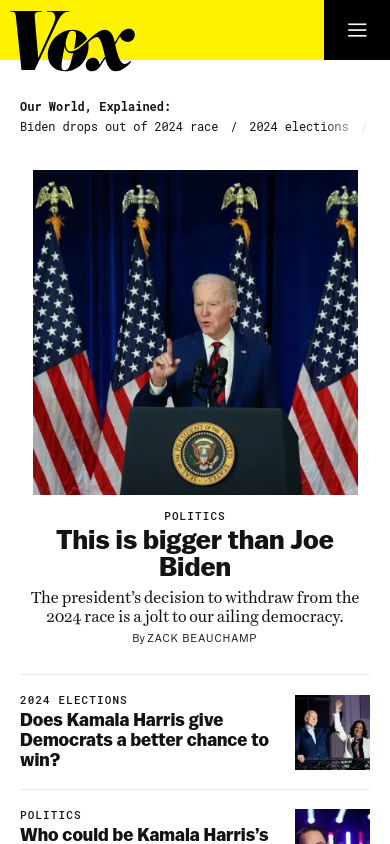 Vox
Our World, Explained:
Biden drops out of 2024 race / 2024 elections /
POLITICS
This is bigger than Joe
Biden
The president's decision to withdraw from the
2024 race is a jolt to our ailing democracy.
By ZACK BEAUCHAMP
2024 ELECTIONS
Does Kamala Harris give
Democrats a better chance to
win?
POLITICS
Who could be Kamala Harris's